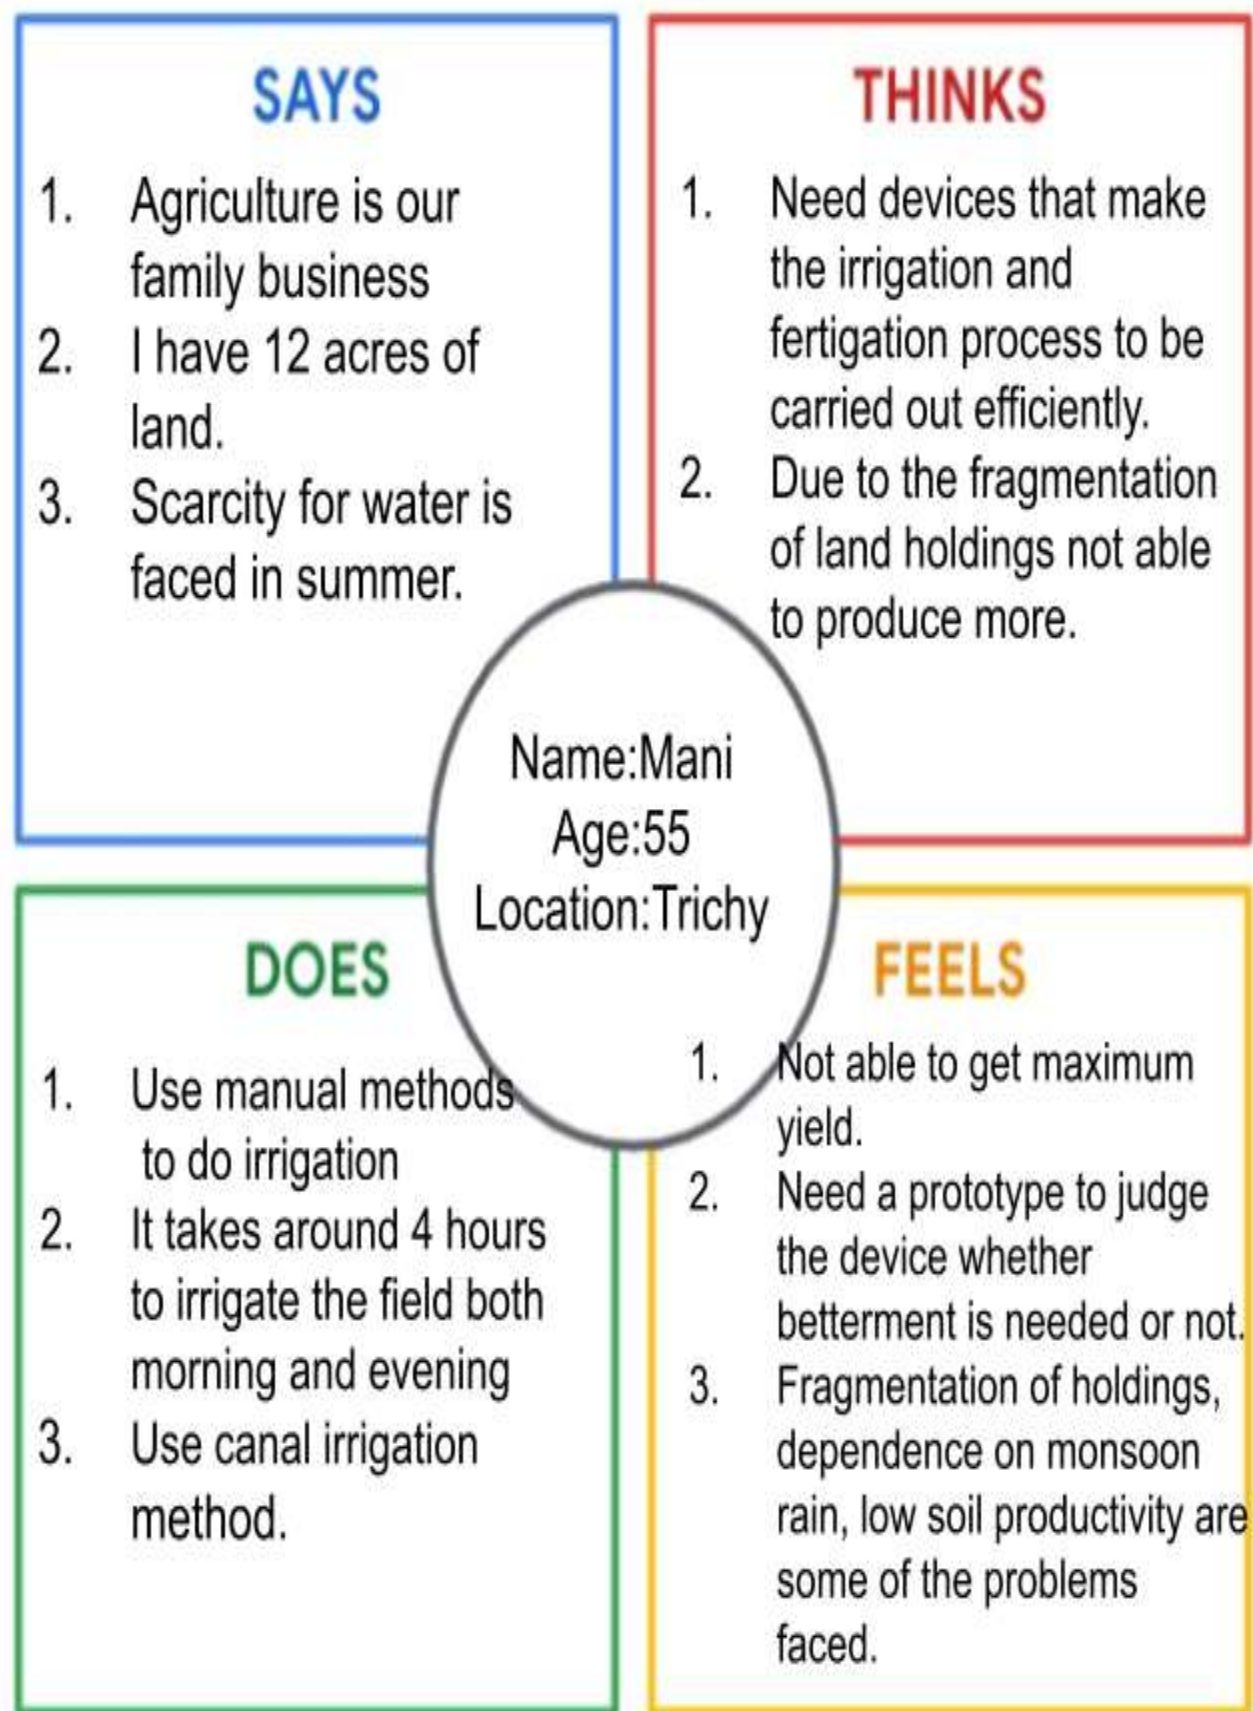 SAYS
1. Agriculture is our
family business
2. I have 12 acres of
land.
3. Scarcity for water is
faced in summer.
THINKS
1. Need devices that make
the irrigation and
fertigation process to be
carried out efficiently.
2. Due to the fragmentation
of land holdings not able
to produce more.
Name:Mani
Age:55
Location:Trichy
DOES
1. Use manual methods
to do irrigation
2. It takes around 4 hours
to irrigate the field both
morning and evening
3. Use canal irrigation
method.
FEELS
1. Not able to get maximum
yield.
2. Need a prototype to judge
the device whether
betterment is needed or not.
3. Fragmentation of holdings,
dependence on monsoon
rain, low soil productivity are
some of the problems
faced.